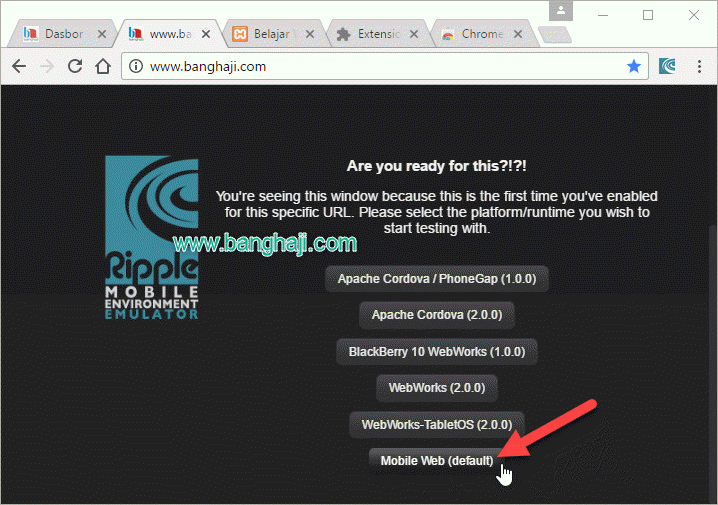 Dasbor
www.ba
Belajar
Extensio
Chrome
www.banghaji.com
Are you ready for this?!?!
You're seeing this window because this is the first time you've enabled
for this specific URL. Please select the platform/runtime you wish to
start testing with.
www.banghaji.com
Ripple
MOBILE
ENVIRONMENT
EMULATOR
Apache Cordova / PhoneGap (1.0.0)
Apache Cordova (2.0.0)
BlackBerry 10 WebWorks (1.0.0)
WebWorks (2.0.0)
WebWorks-TabletOS (2.0.0)
Mobile Web (default)